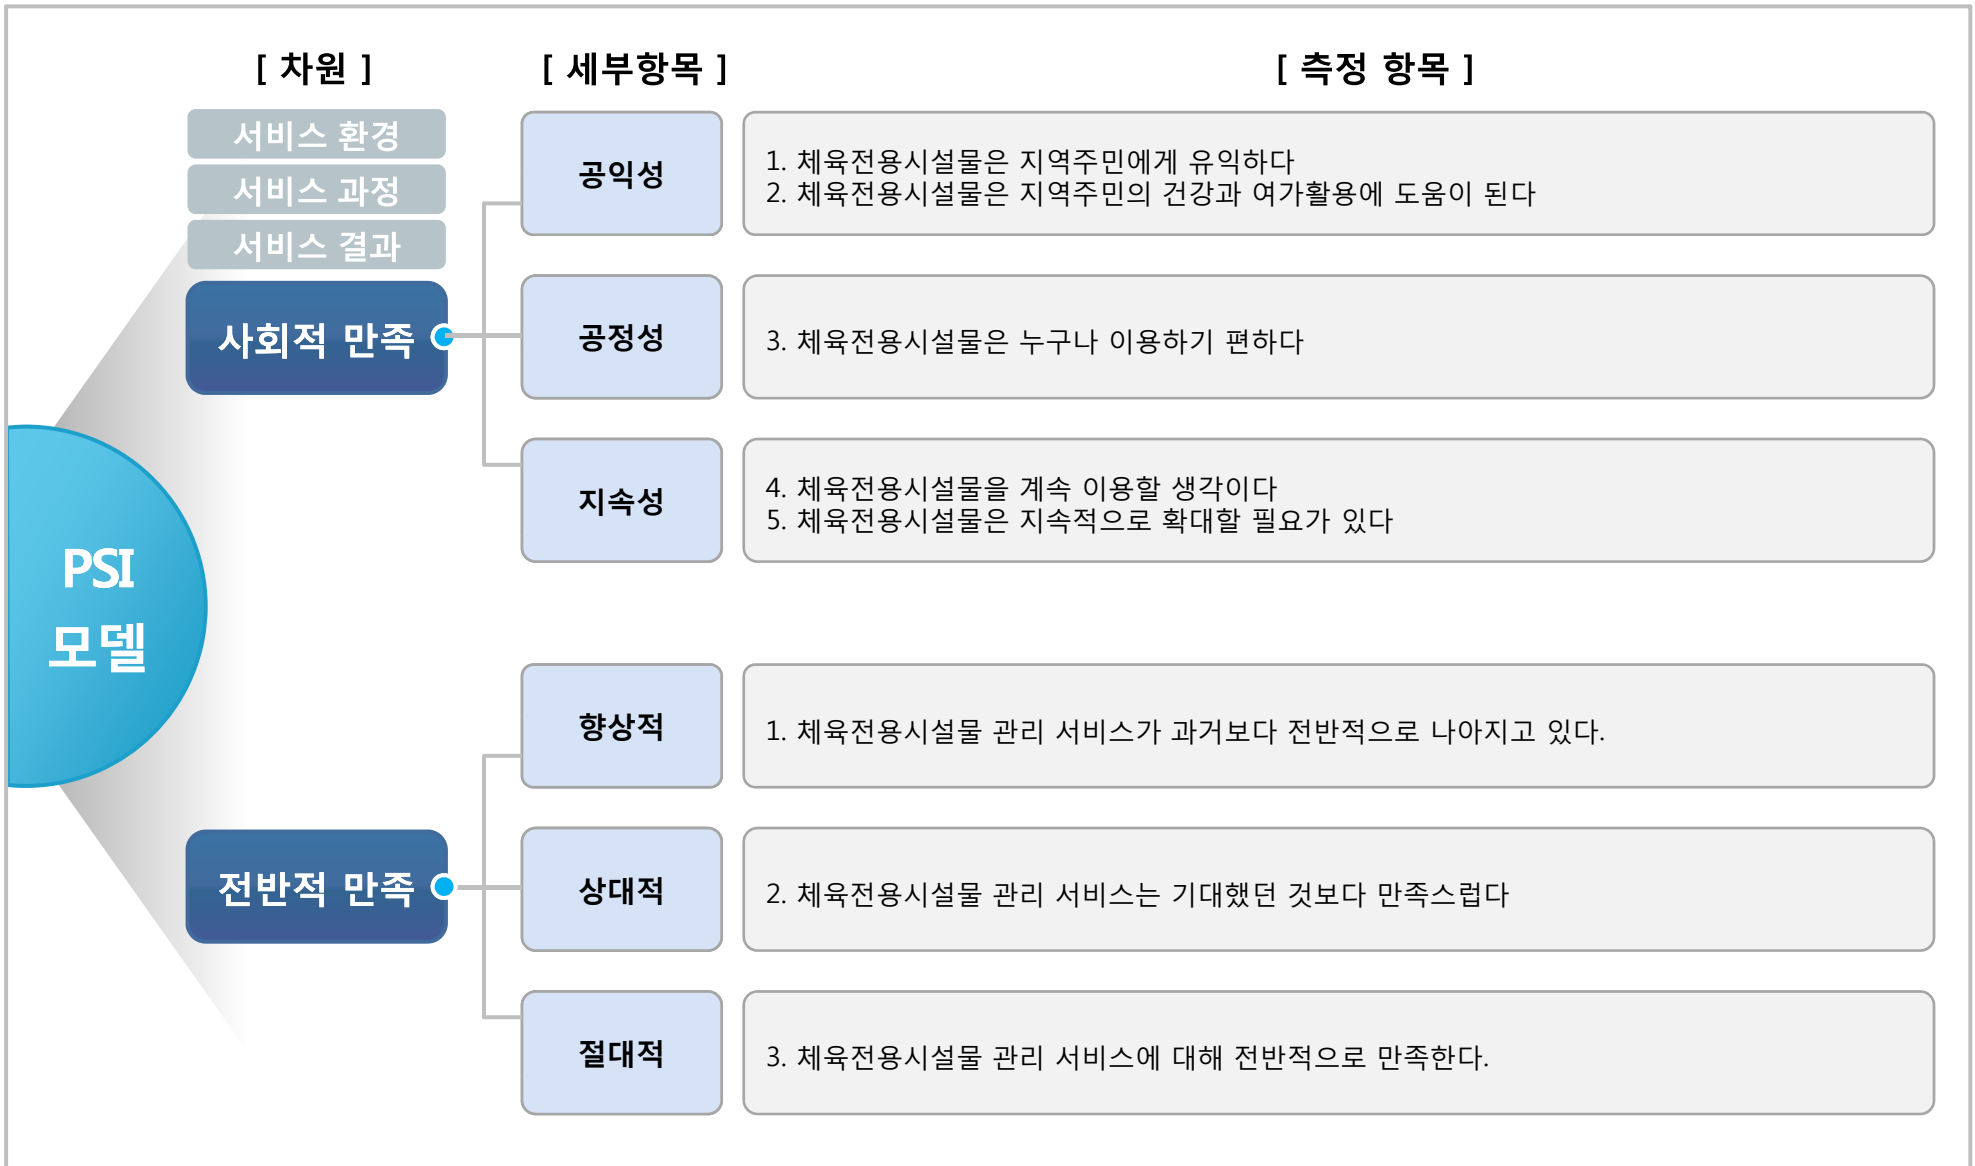 [ 차원 ]
[ 세부항목 ]
[ 측정 항목 ]
서비스 환경
서비스 과정
서비스 결과
사회적 만족
공익성
1. 체육전용시설물은 지역주민에게 유익하다
2. 체육전용시설물은 지역주민의 건강과 여가활용에 도움이 된다
공정성
3. 체육전용시설물은 누구나 이용하기 편하다
지속성
4. 체육전용시설물을 계속 이용할 생각이다
5. 체육전용시설물은 지속적으로 확대할 필요가 있다
PSI
모델
전반적 만족
향상적
1. 체육전용시설물 관리 서비스가 과거보다 전반적으로 나아지고 있다.
상대적
2. 체육전용시설물 관리 서비스는 기대했던 것보다 만족스럽다
절대적
3. 체육전용시설물 관리 서비스에 대해 전반적으로 만족한다.